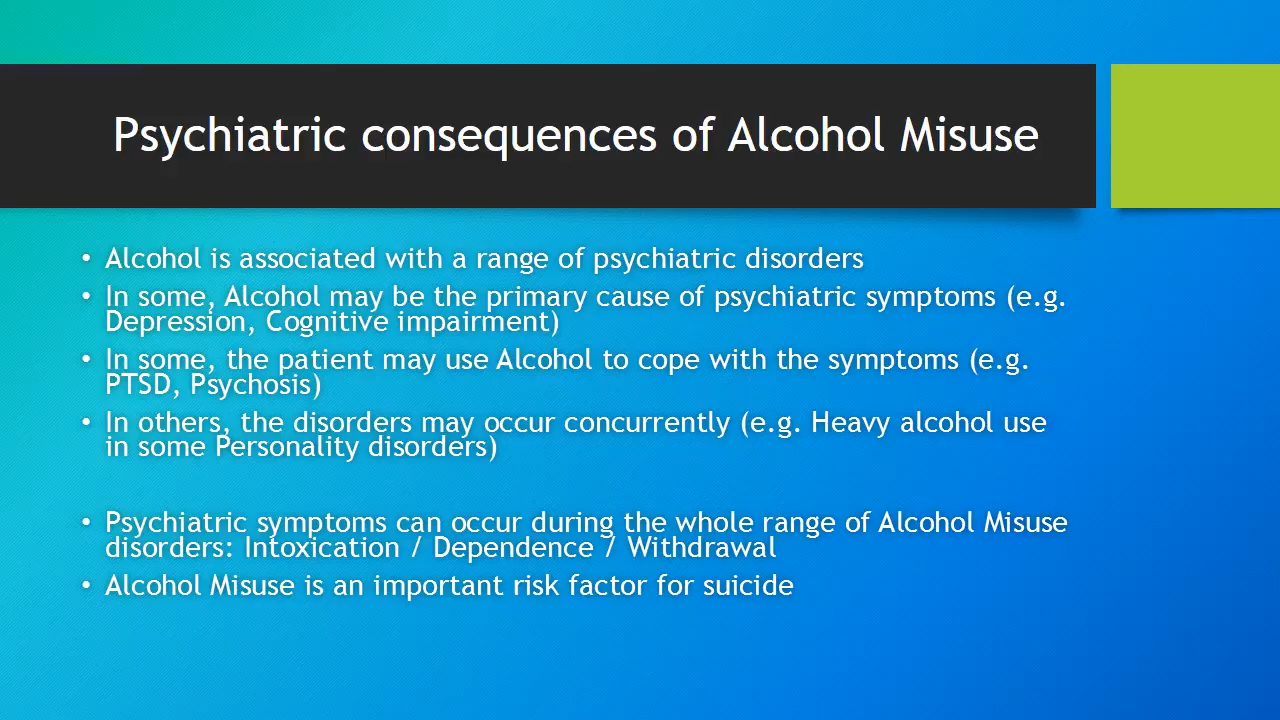 Psychiatric consequences of Alcohol Misuse
• Alcohol is associated with a range of psychiatric disorders
• In some, Alcohol may be the primary cause of psychiatric symptoms (e.g.
Depression, Cognitive impairment)
• In some, the patient may use Alcohol to cope with the symptoms (e.g.
PTSD, Psychosis)
• In others, the disorders may occur concurrently (e.g. Heavy alcohol use
in some Personality disorders)
• Psychiatric symptoms can occur during the whole range of Alcohol Misuse
disorders: Intoxication / Dependence / Withdrawal
• Alcohol Misuse is an important risk factor for suicide